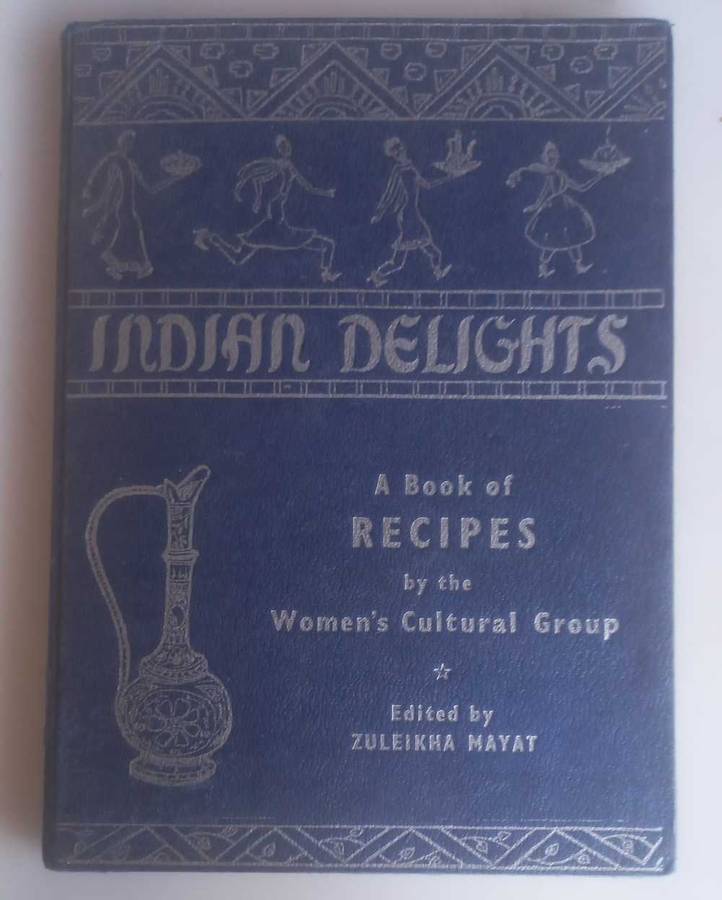 INDIAN DELIGHTS
A Book of
RECIPES
by the
Women's Cultural Group
Edited by
ZULEIKHA MAYAT